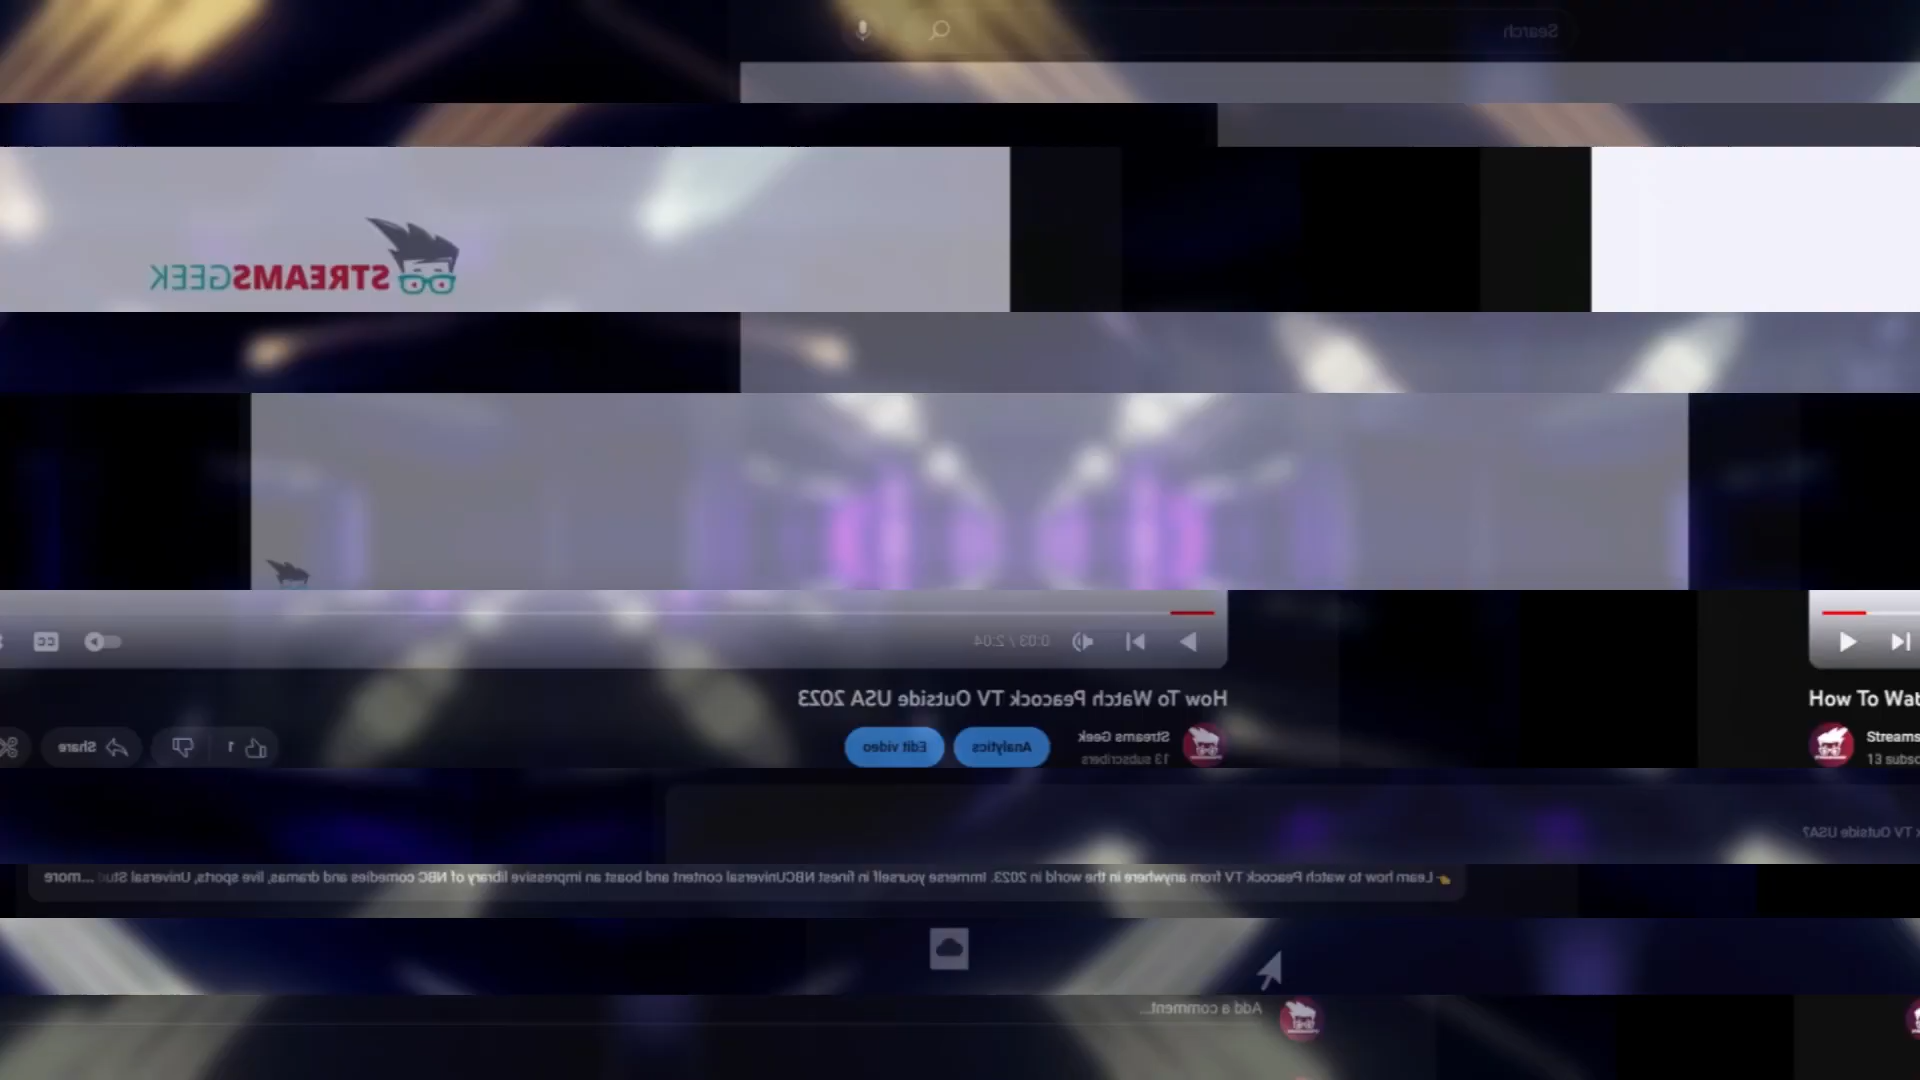 Search
STREAMSGEEK
0:03 / 2:04
How To Watch Peacock TV Outside USA 2023
How To Wat
Streams Geek
13 subscribers
Analytics
Edit video
1
Share
CC
Streams
13 subsc
k TV Outside USA?
Learn how to watch Peacock TV from anywhere in the world in 2023. Immerse yourself in finest NBCUniversal content and boast an impressive library of NBC comedies and dramas, live sports, Universal Stud ...more
Add a comment...